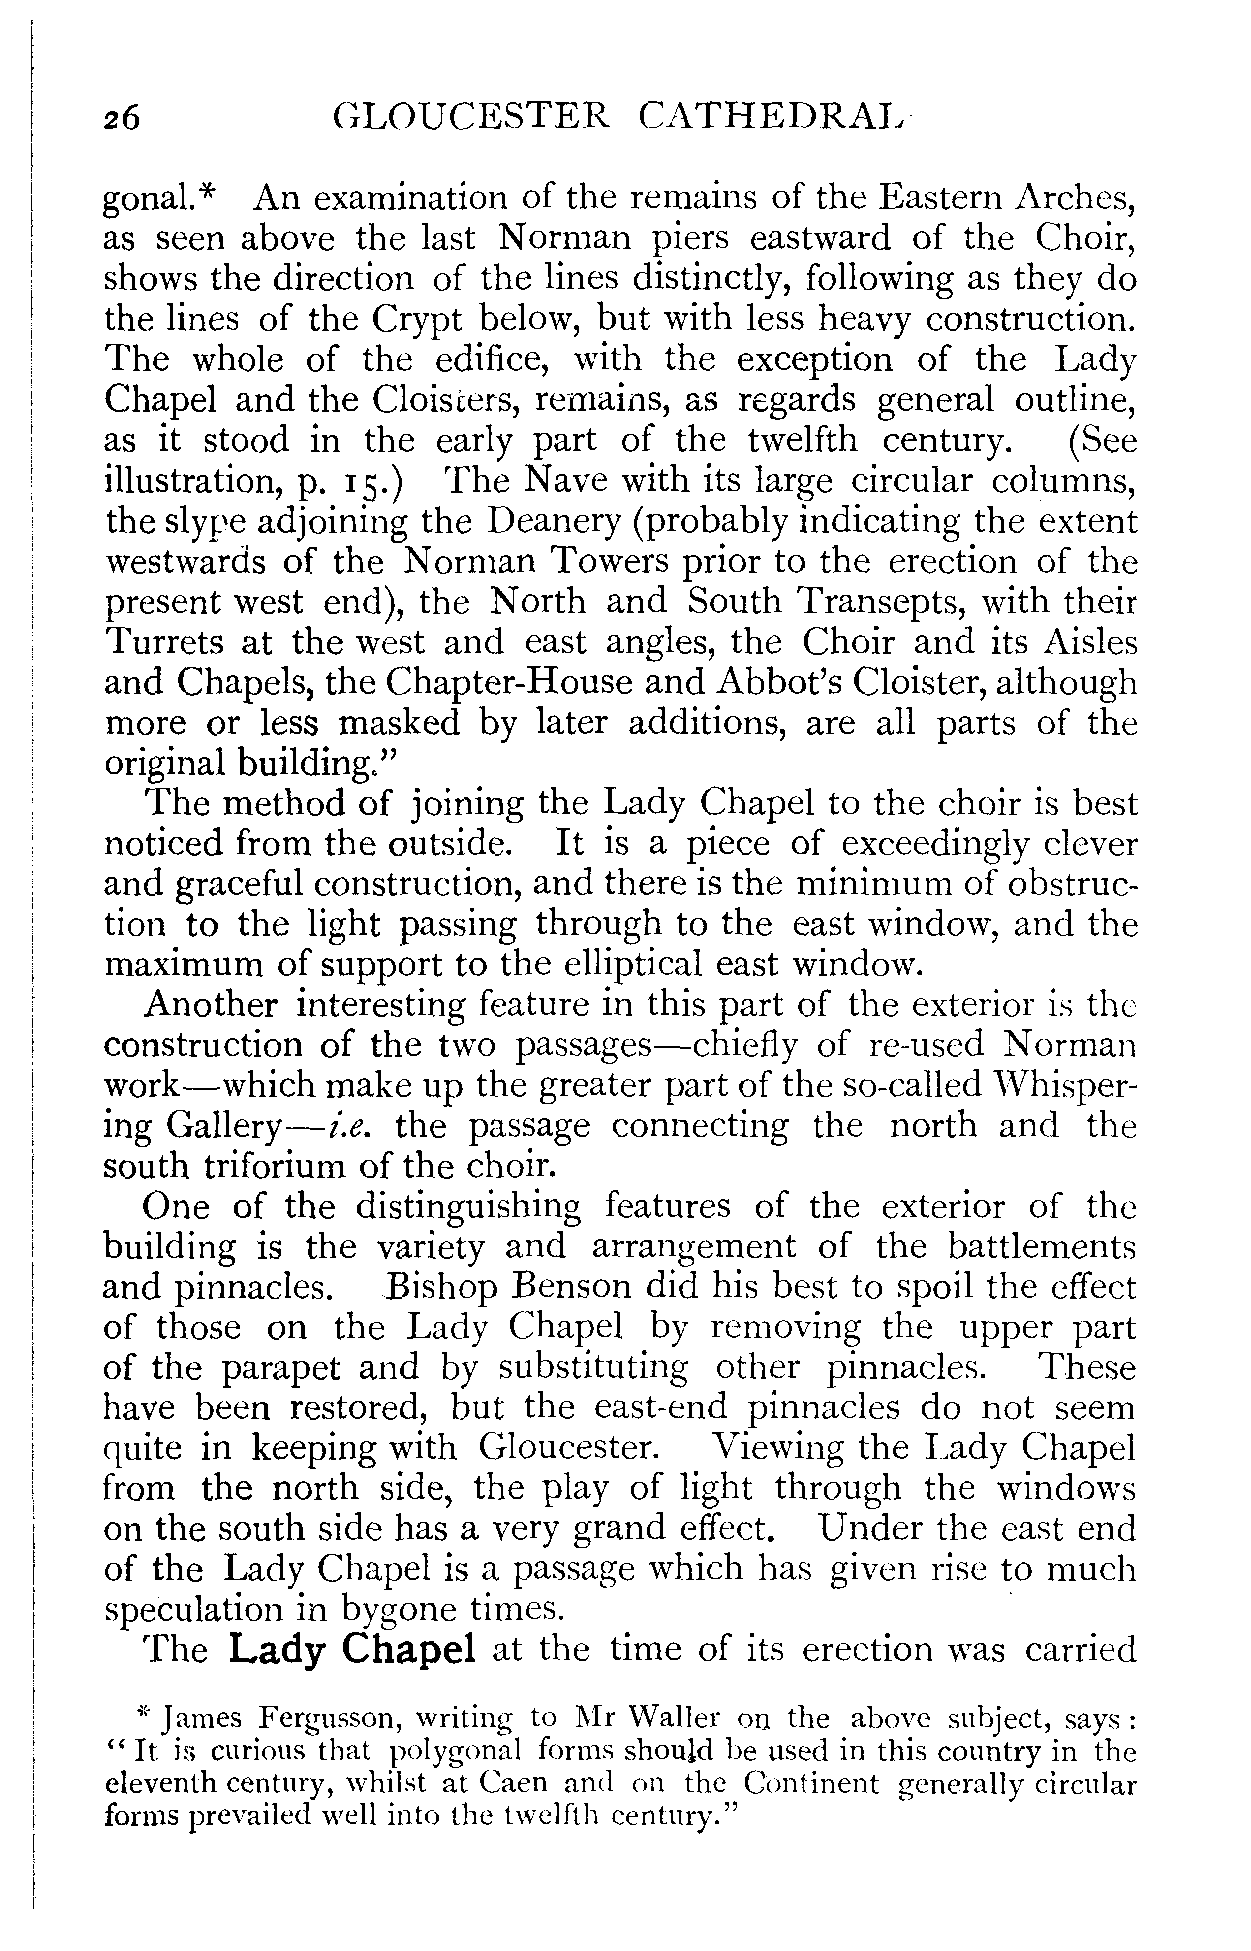 26 GLOUCESTER CATHEDRAL
gonal.* An examination of the remains of the Eastern Arches,
as seen above the last Norman piers eastward of the Choir,
shows the direction of the lines distinctly, following as they do
the lines of the Crypt below, but with less heavy construction.
The whole of the edifice, with the exception of the Lady
Chapel and the Cloisters, remains, as regards general outline,
as it stood in the early part of the twelfth century. (See
illustration, p. 15.) The Nave with its large circular columns,
the slype adjoining the Deanery (probably indicating the extent
westwards of the Norman Towers prior to the erection of the
present west end), the North and South Transepts, with their
Turrets at the west and east angles, the Choir and its Aisles
and Chapels, the Chapter-House and Abbot's Cloister, although
more or less masked by later additions, are all parts of the
original building."
The method of joining the Lady Chapel to the choir is best
noticed from the outside. It is a piece of exceedingly clever
and graceful construction, and there is the minimum of obstruc-
tion to the light passing through to the east window, and the
maximum of support to the elliptical east window.
Another interesting feature in this part of the exterior is the
construction of the two passages—chiefly of re-used Norman
work—which make up the greater part of the so-called Whisper-
ing Gallery—i.e. the passage connecting the north and the
south triforium of the choir.
One of the distinguishing features of the exterior of the
building is the variety and arrangement of the battlements
and pinnacles. Bishop Benson did his best to spoil the effect
of those on the Lady Chapel by removing the upper part
of the parapet and by substituting other pinnacles. These
have been restored, but the east-end pinnacles do not seem
quite in keeping with Gloucester. Viewing the Lady Chapel
from the north side, the play of light through the windows
on the south side has a very grand effect. Under the east end
of the Lady Chapel is a passage which has given rise to much
speculation in bygone times.
The Lady Chapel at the time of its erection was carried
* James Fergusson, writing to Mr Waller on the above subject, says:
"It is curious that polygonal forms should be used in this country in the
eleventh century, whilst at Caen and on the Continent generally circular
forms prevailed well into the twelfth century."